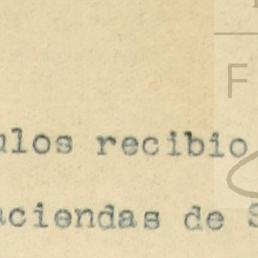 F
ulos recibio
aciendas de S